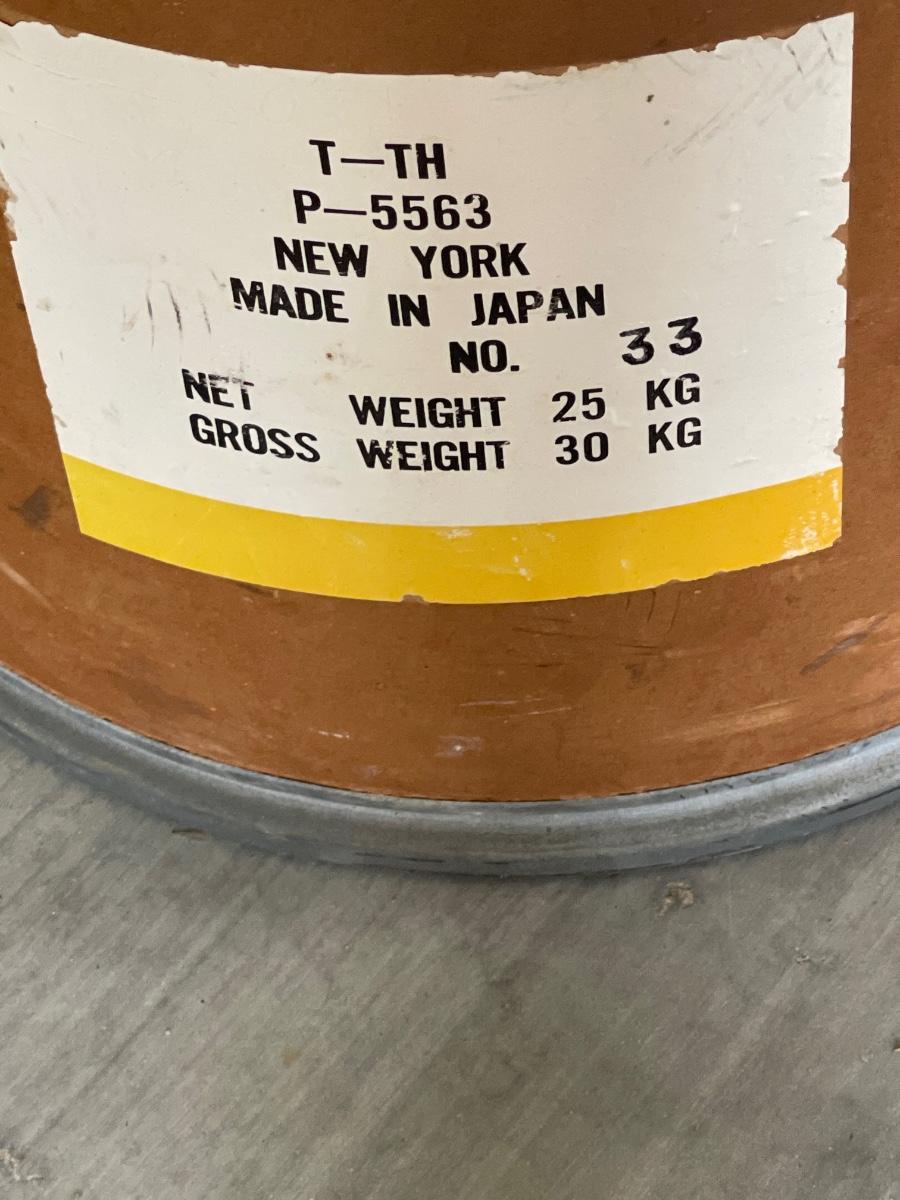 T—TH
P—5563
NEW YORK
MADE IN JAPAN
NO. 33
NET WEIGHT 25 KG
GROSS WEIGHT 30 KG